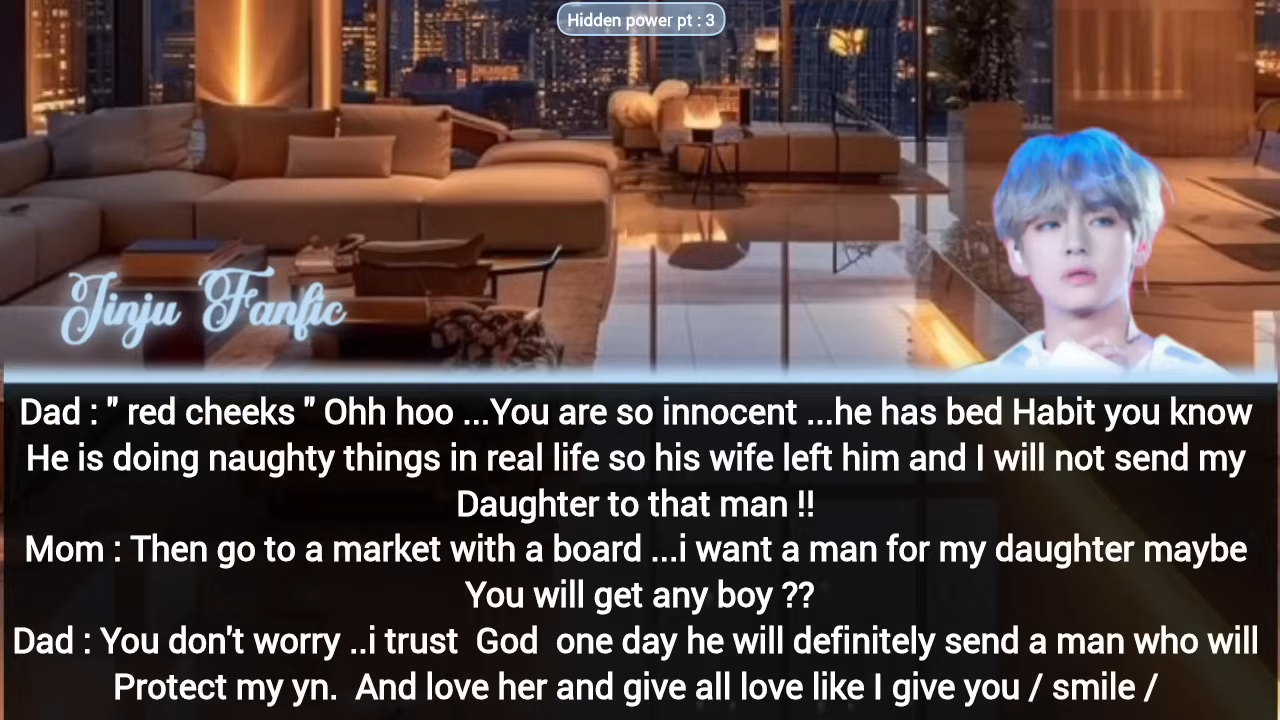 Hidden power pt : 3
Jinju Fanfic
Dad : " red cheeks " Ohh hoo ...You are so innocent ...he has bed Habit you know
He is doing naughty things in real life so his wife left him and I will not send my
Daughter to that man !!
Mom : Then go to a market with a board ...i want a man for my daughter maybe
You will get any boy ??
Dad : You don't worry ..i trust  God  one day he will definitely send a man who will
Protect my yn.  And love her and give all love like I give you / smile /